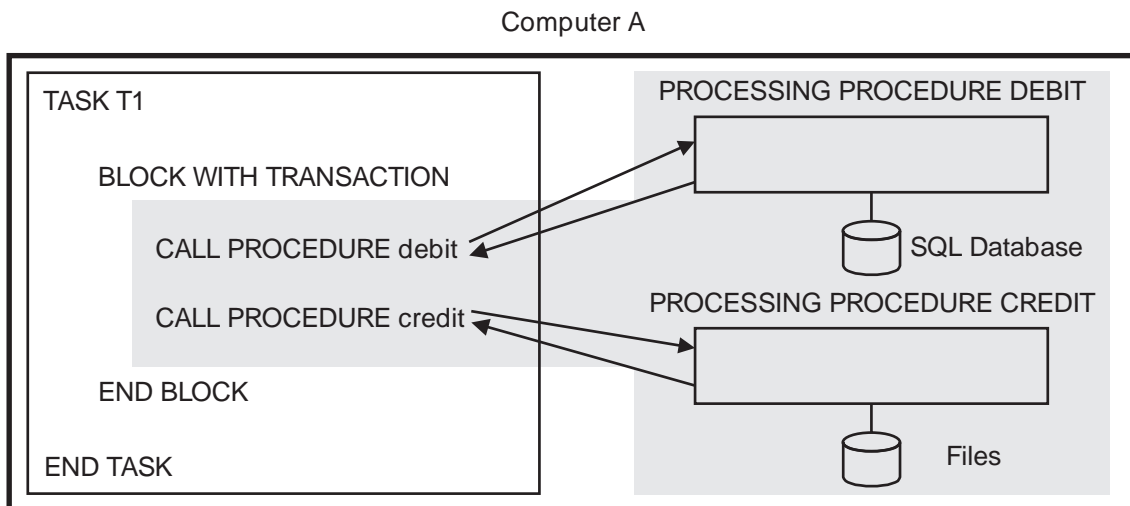 Computer A
TASK T1
BLOCK WITH TRANSACTION
CALL PROCEDURE debit
CALL PROCEDURE credit
END BLOCK
END TASK
PROCESSING PROCEDURE DEBIT
SQL Database
PROCESSING PROCEDURE CREDIT
Files